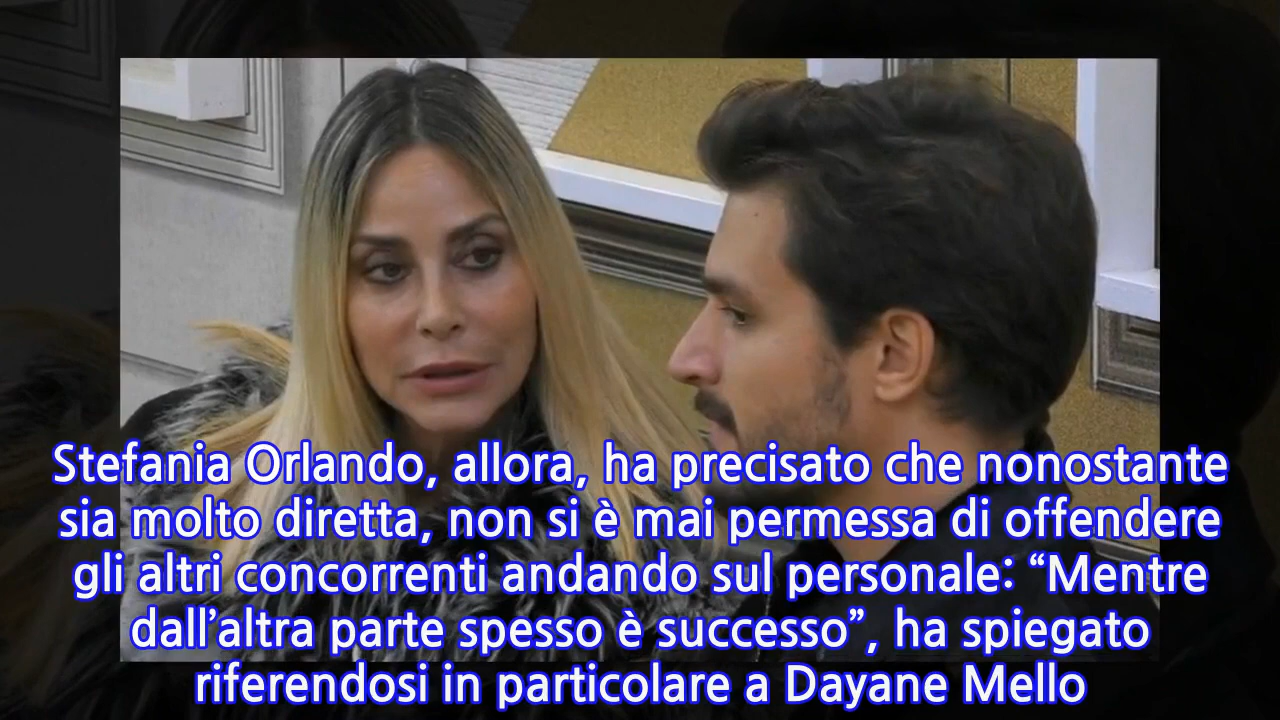 Stefania Orlando, allora, ha precisato che nonostante
sia molto diretta, non si è mai permessa di offendere
gli altri concorrenti andando sul personale: “Mentre
dall’altra parte spesso è successo”, ha spiegato
riferendosi in particolare a Dayane Mello